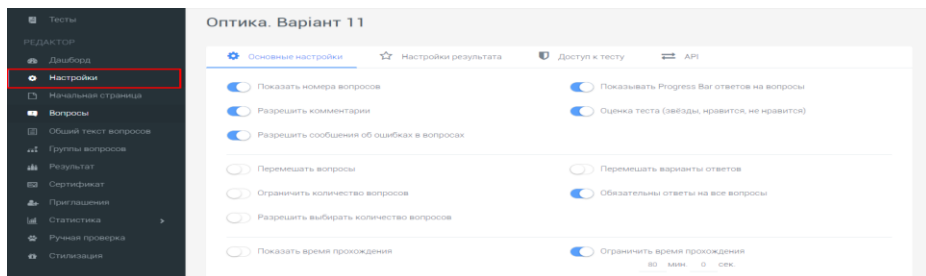 Тесты
РЕДАКТОР
Дашборд
Настройки
Начальная страница
Вопросы
Общий текст вопросов
Группы вопросов
Результат
Сертификат
Приглашения
Статистика
Ручная проверка
Стилизация
Оптика. Варіант 11
Основные настройки Настройки результата Доступ к тесту API
Показать номера вопросов Показывать Progress Bar ответов на вопросы
Разрешить комментарии Оценка теста (звёзды, нравится, не нравится)
Разрешить сообщения об ошибках в вопросах
Перемешать вопросы Перемешать варианты ответов
Ограничить количество вопросов Обязательны ответы на все вопросы
Разрешить выбирать количество вопросов
Показать время прохождения Ограничить время прохождения
80 мин. 0 сек.